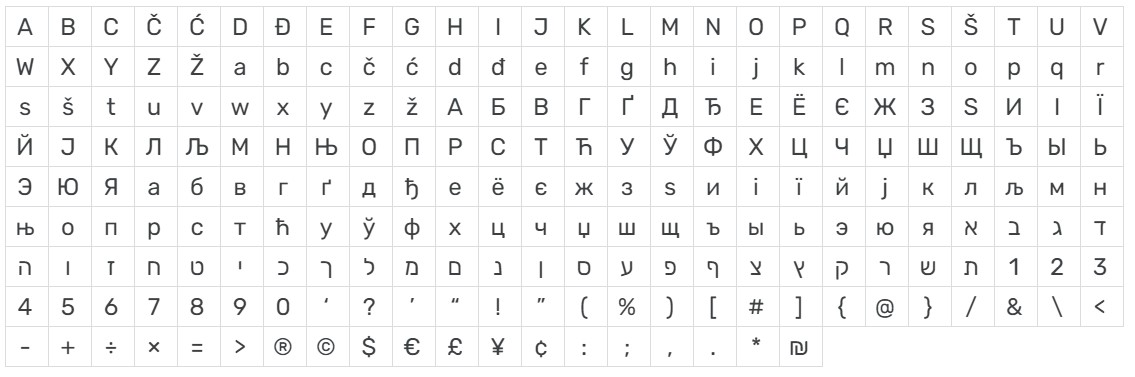 A B C Č Ć D Đ E F G H I J K L M N O P Q R S Š T U V
W X Y Z Ž a b c č ć d đ e f g h i j k l m n o p q r
s š t u v w x y z ž А Б В Г Ґ Д Ђ Е Ё Є Ж З Ѕ И І Ї
Й Ј К Л Љ М Н Њ О П Р С Т Ћ У Ў Ф Х Ц Ч Џ Ш Щ Ъ Ы Ь
Э Ю Я а б в г ґ д ђ е ё є ж з ѕ и і ї й ј к л љ м н
њ о п р с т ћ у ў ф х ц ч џ ш щ ъ ы ь э ю я א ב ג ד
ה ו ז ח ט י כ ך ל מ ם נ ן ס ע פ ף צ ץ ק ר ש ת 1 2 3
4 5 6 7 8 9 0 ‘ ? ’ “ ! ” ( % ) [ # ] { @ } / & \ <
- + ÷ × = > ® © $ € £ ¥ ¢ : ; , . * ₪